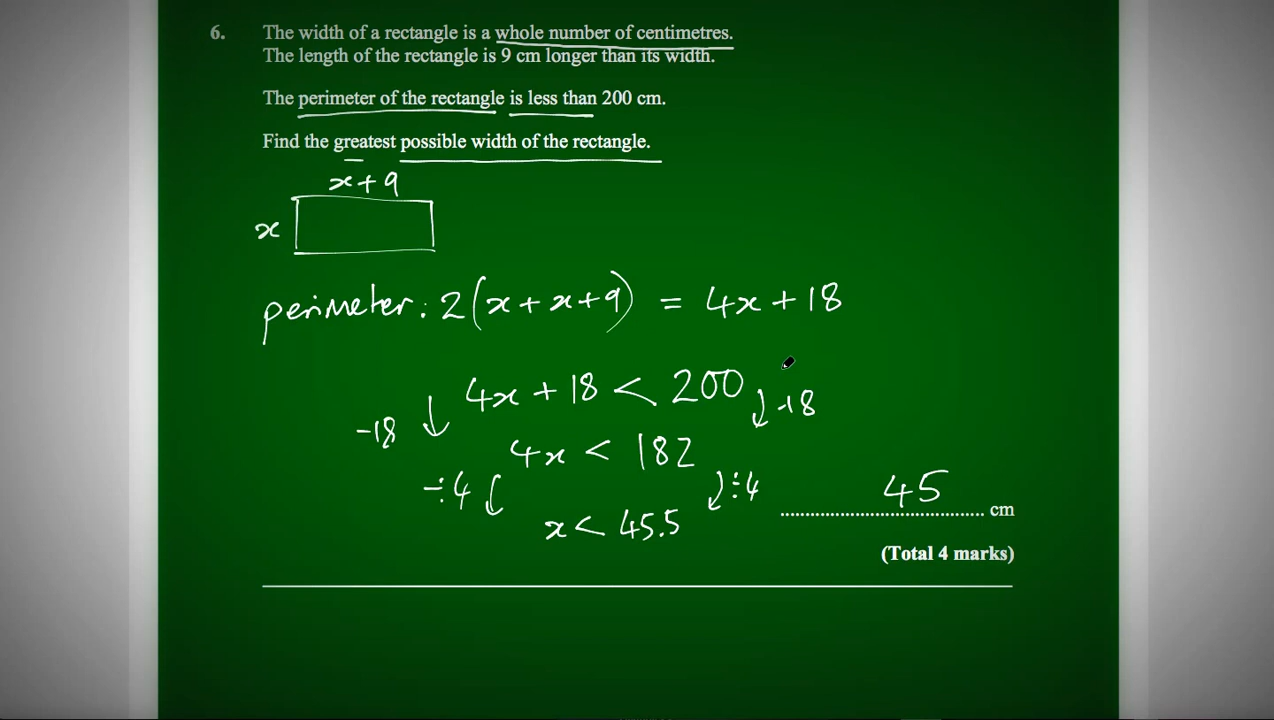 6. The width of a rectangle is a whole number of centimetres.
The length of the rectangle is 9 cm longer than its width.
The perimeter of the rectangle is less than 200 cm.
Find the greatest possible width of the rectangle.
x + 9
x
perimeter: 2(x + x + 9) = 4x + 18
4x + 18 < 200
-18 -18
4x < 182
÷4 ÷4
45
x < 45.5
cm
(Total 4 marks)